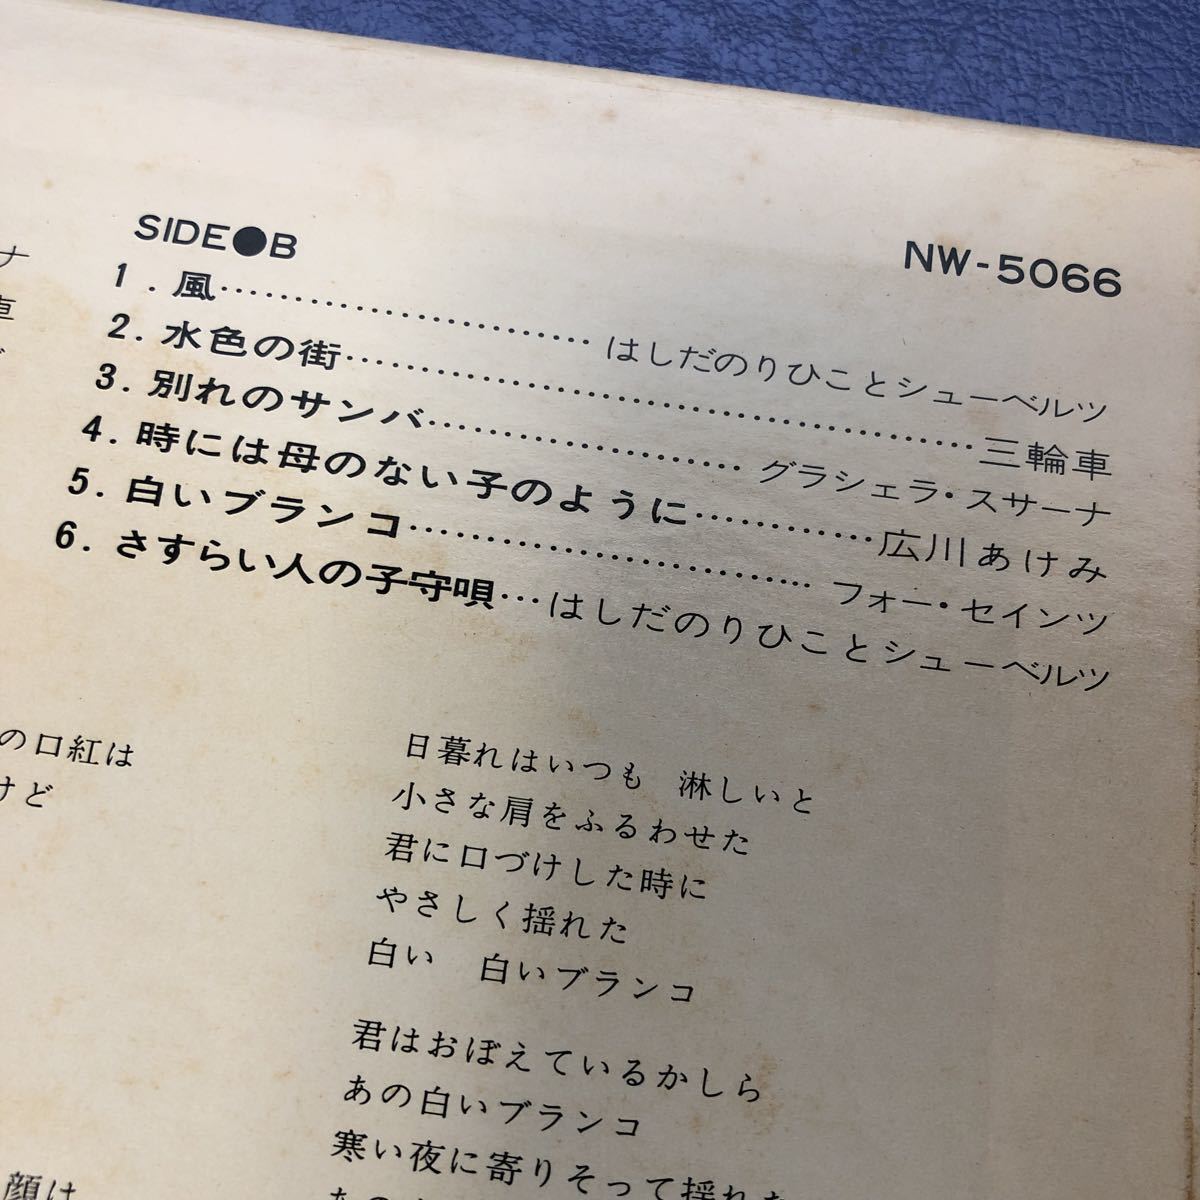 SIDE●B
NW-5066
1.風……………………はしだのりひことシューベルツ
2.水色の街……………………………………三輪車
3.別れのサンバ…………………グラシェラ・スサーナ
4.時には母のない子のように…………広川あけみ
5.白いブランコ………………………フォー・セインツ
6.さすらい人の子守唄…はしだのりひことシューベルツ
ナ
車
の口紅は
けど
顔は
日暮れはいつも　淋しいと
小さな肩をふるわせた
君に口づけした時に
やさしく揺れた
白い　白いブランコ
君はおぼえているかしら
あの白いブランコ
寒い夜に寄りそって揺れた